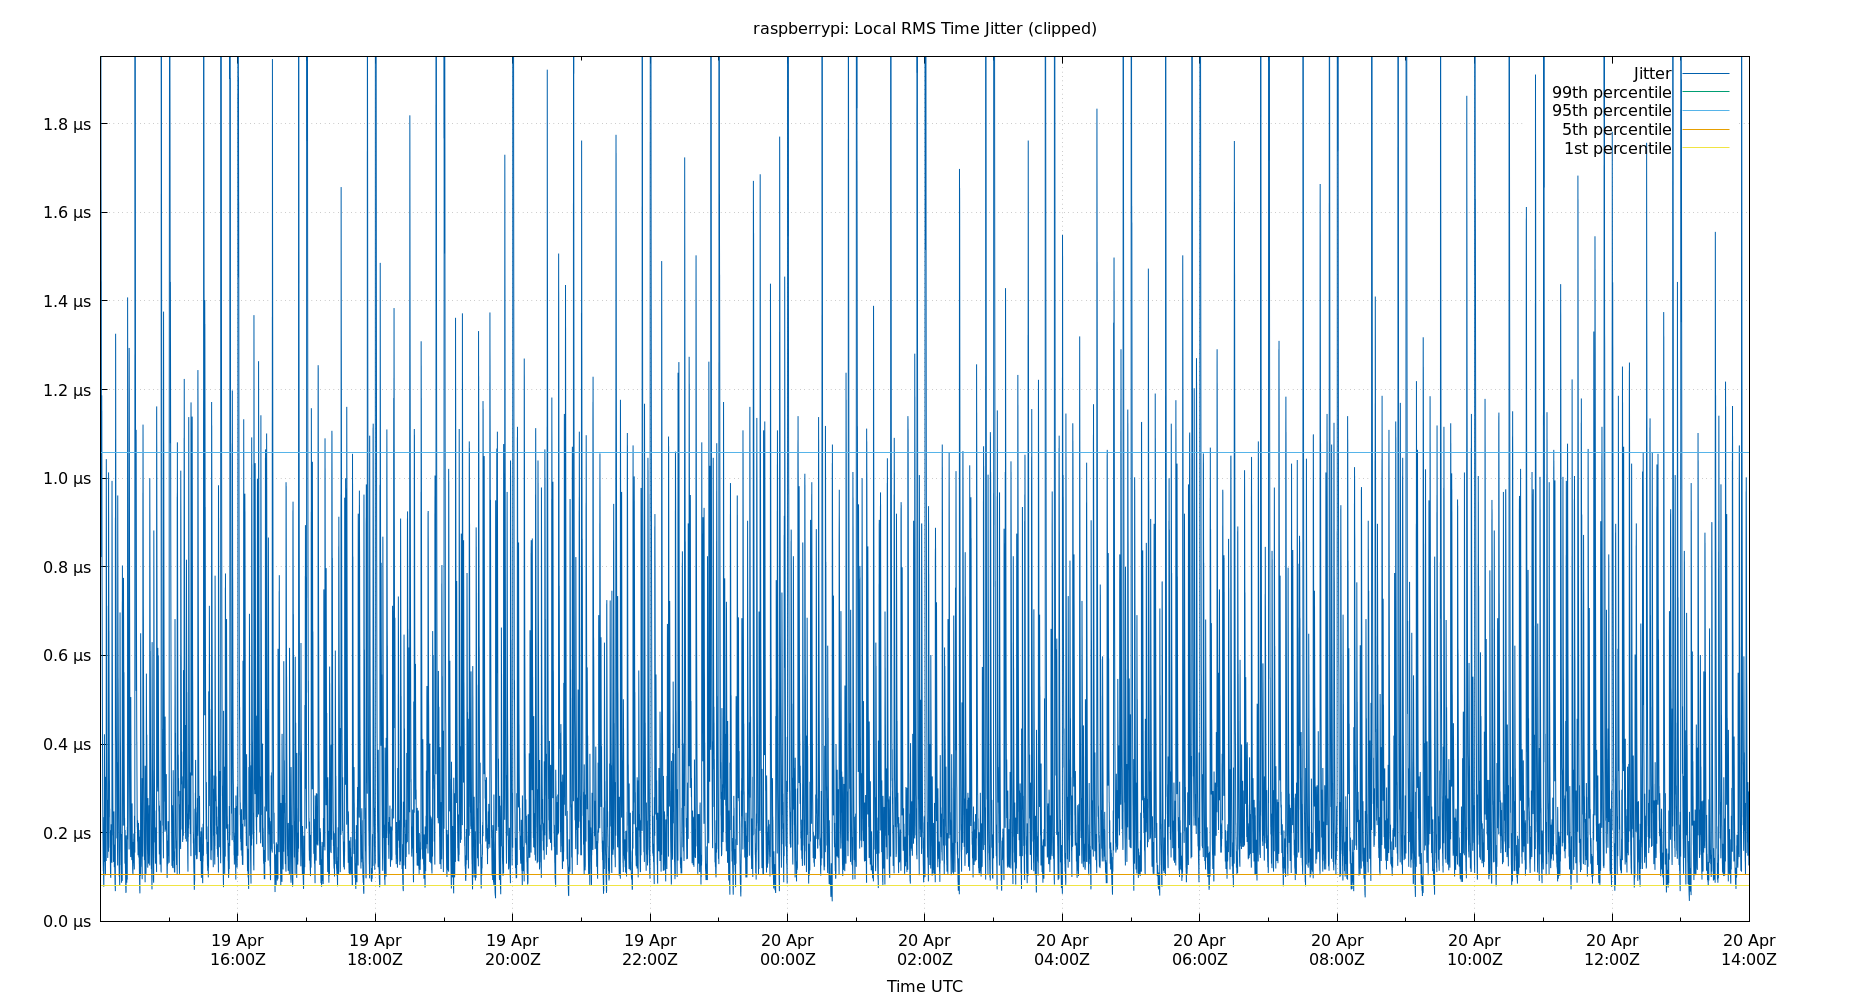 raspberrypi: Local RMS Time Jitter (clipped)
Jitter
99th percentile
95th percentile
5th percentile
1st percentile
1.8 µs
1.6 µs
1.4 µs
1.2 µs
1.0 µs
0.8 µs
0.6 µs
0.4 µs
0.2 µs
0.0 µs
19 Apr 19 Apr 19 Apr 19 Apr 20 Apr 20 Apr 20 Apr 20 Apr 20 Apr 20 Apr 20 Apr 20 Apr
16:00Z 18:00Z 20:00Z 22:00Z 00:00Z 02:00Z 04:00Z 06:00Z 08:00Z 10:00Z 12:00Z 14:00Z
Time UTC